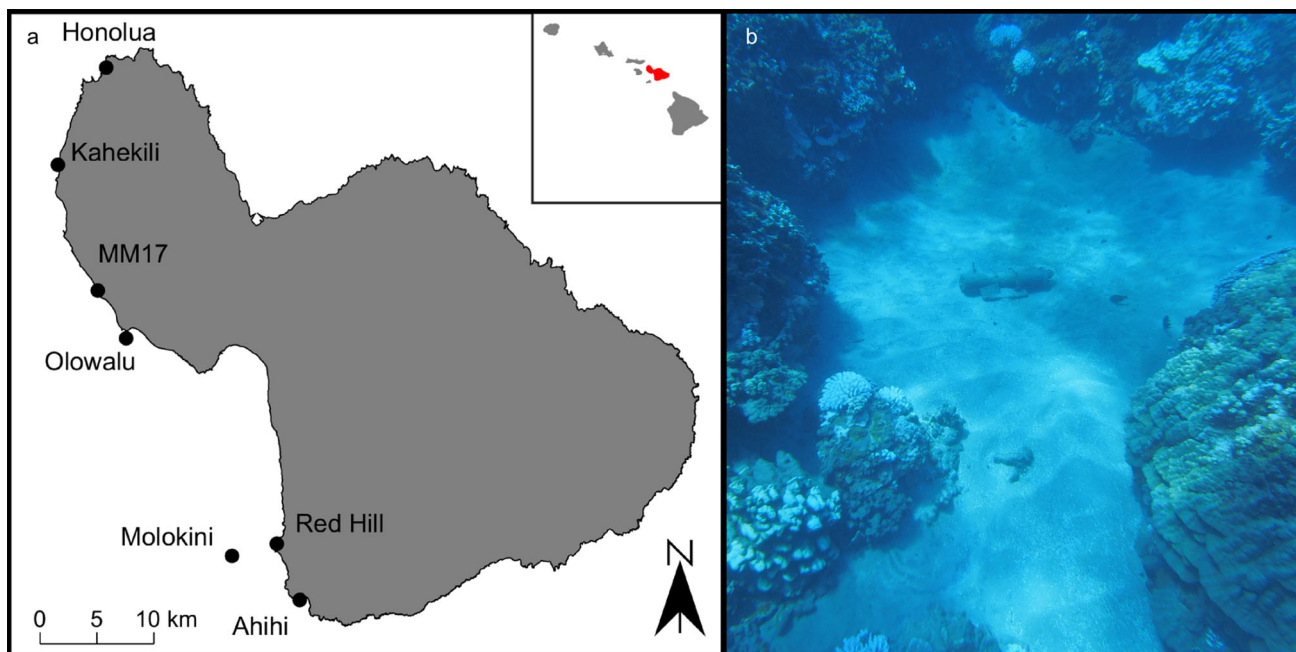 a
Honolua
Kahekili
MM17
Olowalu
Molokini
Red Hill
Ahihi
0 5 10 km
N
b